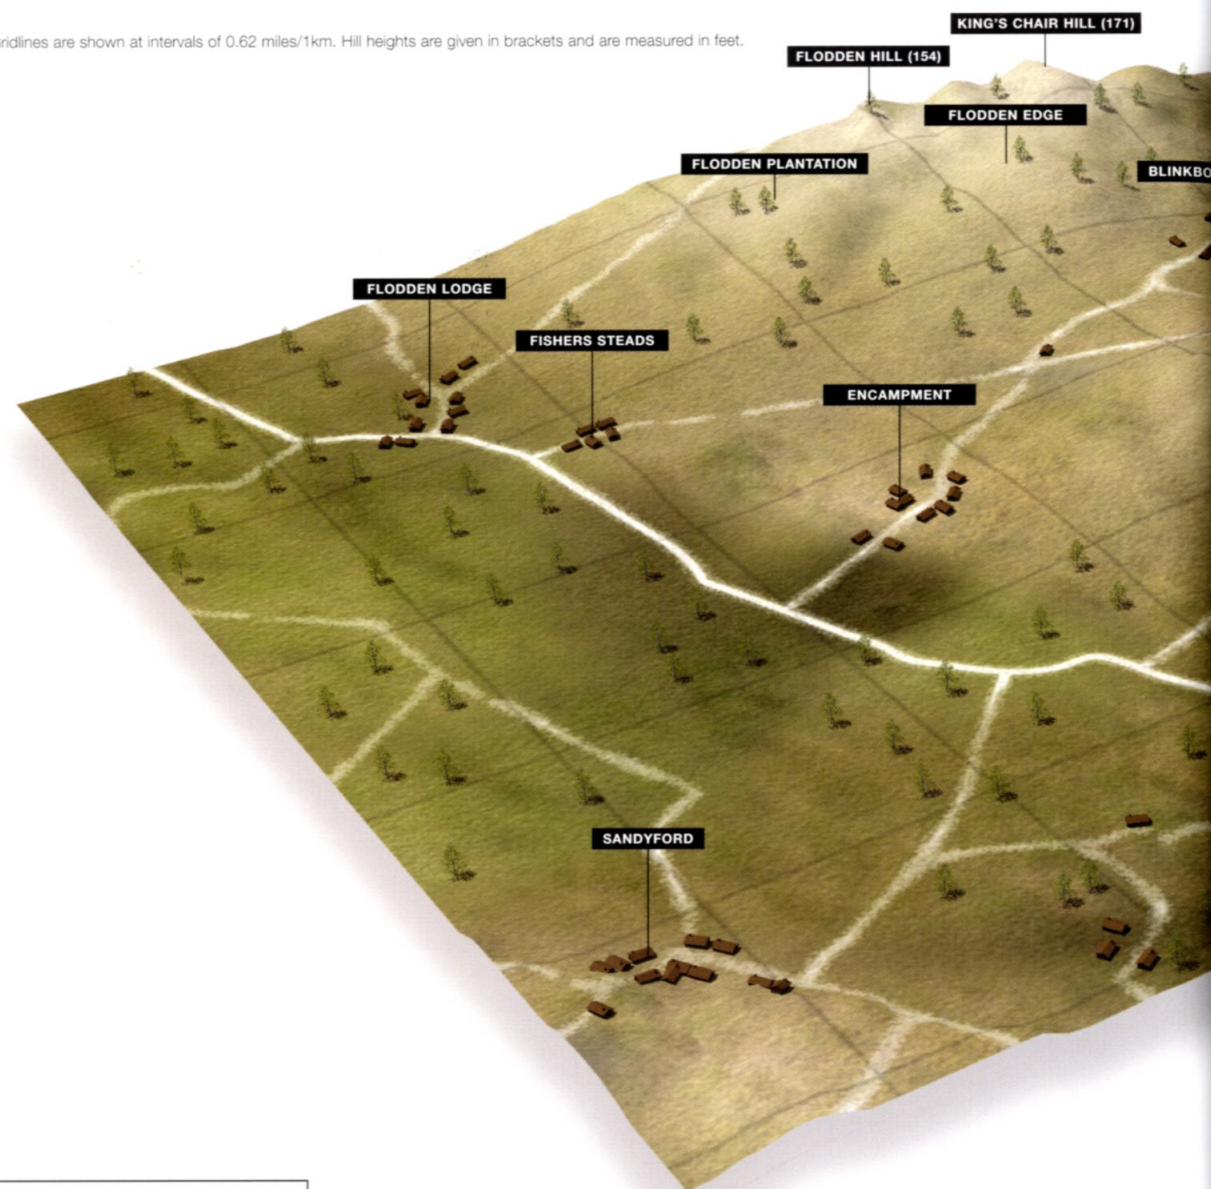 ridlines are shown at intervals of 0.62 miles/1km. Hill heights are given in brackets and are measured in feet.
KING'S CHAIR HILL (171)
FLODDEN HILL (154)
FLODDEN EDGE
FLODDEN PLANTATION
BLINKBO
FLODDEN LODGE
FISHERS STEADS
ENCAMPMENT
SANDYFORD